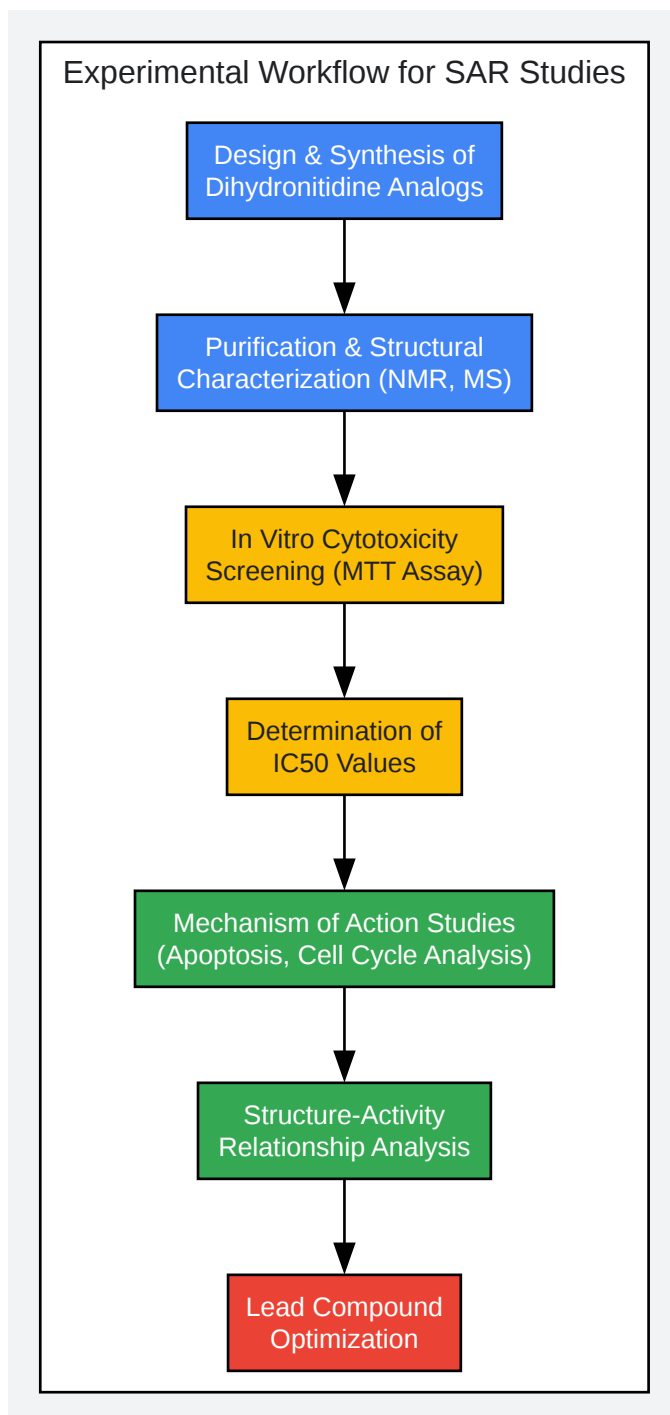 Experimental Workflow for SAR Studies
Design & Synthesis of
Dihydronitidine Analogs
Purification & Structural
Characterization (NMR, MS)
In Vitro Cytotoxicity
Screening (MTT Assay)
Determination of
IC50 Values
Mechanism of Action Studies
(Apoptosis, Cell Cycle Analysis)
Structure-Activity
Relationship Analysis
Lead Compound
Optimization